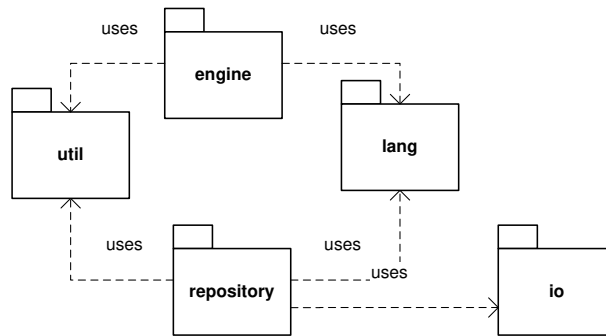 uses
uses
engine
util
lang
uses
uses
uses
repository
io